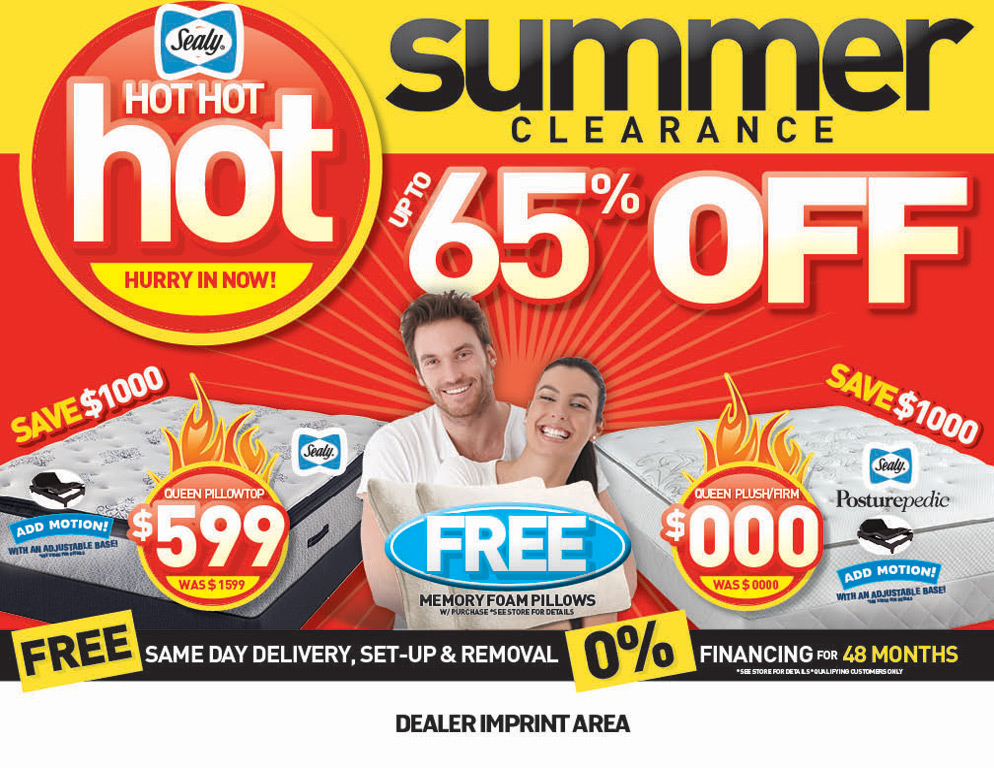 Sealy
HOT HOT
hot
HURRY IN NOW!
summer
CLEARANCE
UP TO 65% OFF
SAVE $1000
Sealy
QUEEN PILLOWTOP
$599
WAS $1599
ADD MOTION!
WITH AN ADJUSTABLE BASE!
FREE
MEMORY FOAM PILLOWS
W/ PURCHASE *SEE STORE FOR DETAILS
SAVE $1000
Sealy
Posturepedic
QUEEN PLUSH/FIRM
$000
WAS $0000
ADD MOTION!
WITH AN ADJUSTABLE BASE!
FREE SAME DAY DELIVERY, SET-UP & REMOVAL 0% FINANCING FOR 48 MONTHS
*SEE STORE FOR DETAILS *QUALIFYING CUSTOMERS ONLY
DEALER IMPRINT AREA